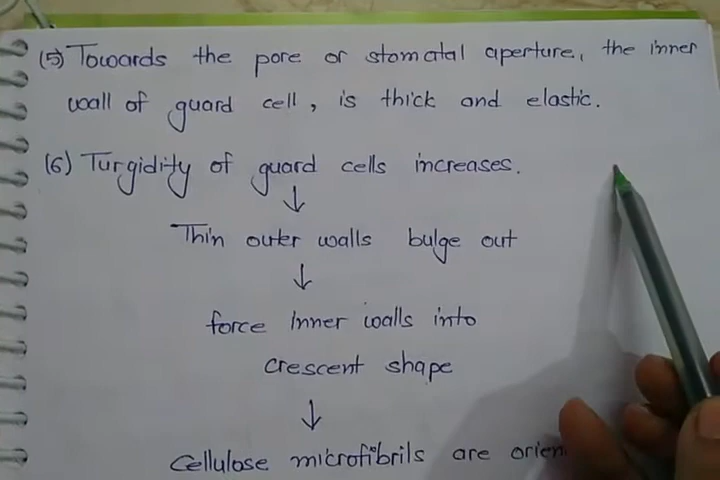 (5) Towards the pore or stomatal aperture, the inner
wall of guard cell, is thick and elastic.
(6) Turgidity of guard cells increases.
↓
Thin outer walls bulge out
↓
force inner walls into
crescent shape
↓
Cellulose microfibrils are